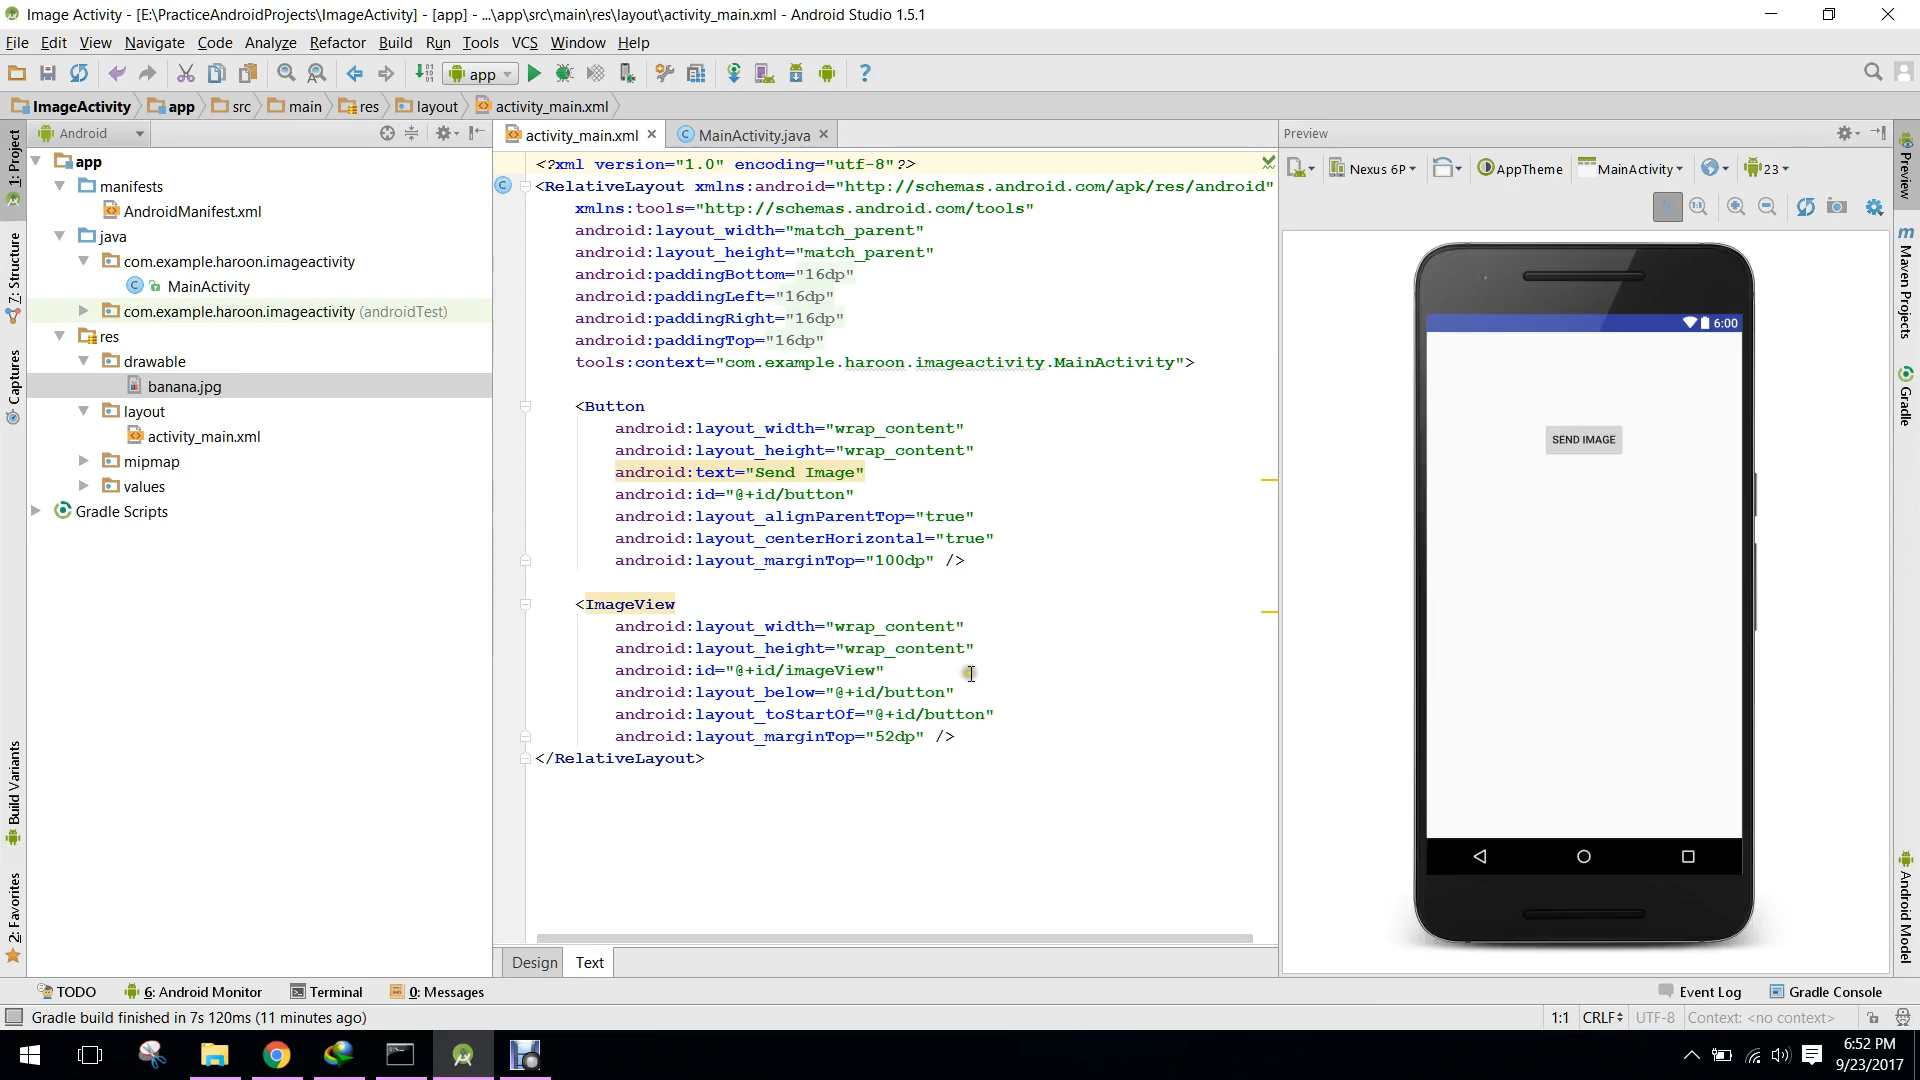 Image Activity - [E:\PracticeAndroidProjects\ImageActivity] - [app] - ...\app\src\main\res\layout\activity_main.xml - Android Studio 1.5.1
File Edit View Navigate Code Analyze Refactor Build Run Tools VCS Window Help
app
ImageActivity app src main res layout activity_main.xml
Android
activity_main.xml
MainActivity.java
Preview
1: Project
7: Structure
Captures
Build Variants
2: Favorites
app
manifests
AndroidManifest.xml
java
com.example.haroon.imageactivity
MainActivity
com.example.haroon.imageactivity (androidTest)
res
drawable
banana.jpg
layout
activity_main.xml
mipmap
values
Gradle Scripts
<?xml version="1.0" encoding="utf-8"?>
<RelativeLayout xmlns:android="http://schemas.android.com/apk/res/android"
xmlns:tools="http://schemas.android.com/tools"
android:layout_width="match_parent"
android:layout_height="match_parent"
android:paddingBottom="16dp"
android:paddingLeft="16dp"
android:paddingRight="16dp"
android:paddingTop="16dp"
tools:context="com.example.haroon.imageactivity.MainActivity">
<Button
android:layout_width="wrap_content"
android:layout_height="wrap_content"
android:text="Send Image"
android:id="@+id/button"
android:layout_alignParentTop="true"
android:layout_centerHorizontal="true"
android:layout_marginTop="100dp" />
<ImageView
android:layout_width="wrap_content"
android:layout_height="wrap_content"
android:id="@+id/imageView"
android:layout_below="@+id/button"
android:layout_toStartOf="@+id/button"
android:layout_marginTop="52dp" />
</RelativeLayout>
Design Text
Nexus 6P AppTheme MainActivity 23
6:00
SEND IMAGE
Preview
Maven Projects
Gradle
Android Model
TODO 6: Android Monitor Terminal 0: Messages Event Log Gradle Console
Gradle build finished in 7s 120ms (11 minutes ago) 1:1 CRLF UTF-8 Context: <no context>
6:52 PM
9/23/2017